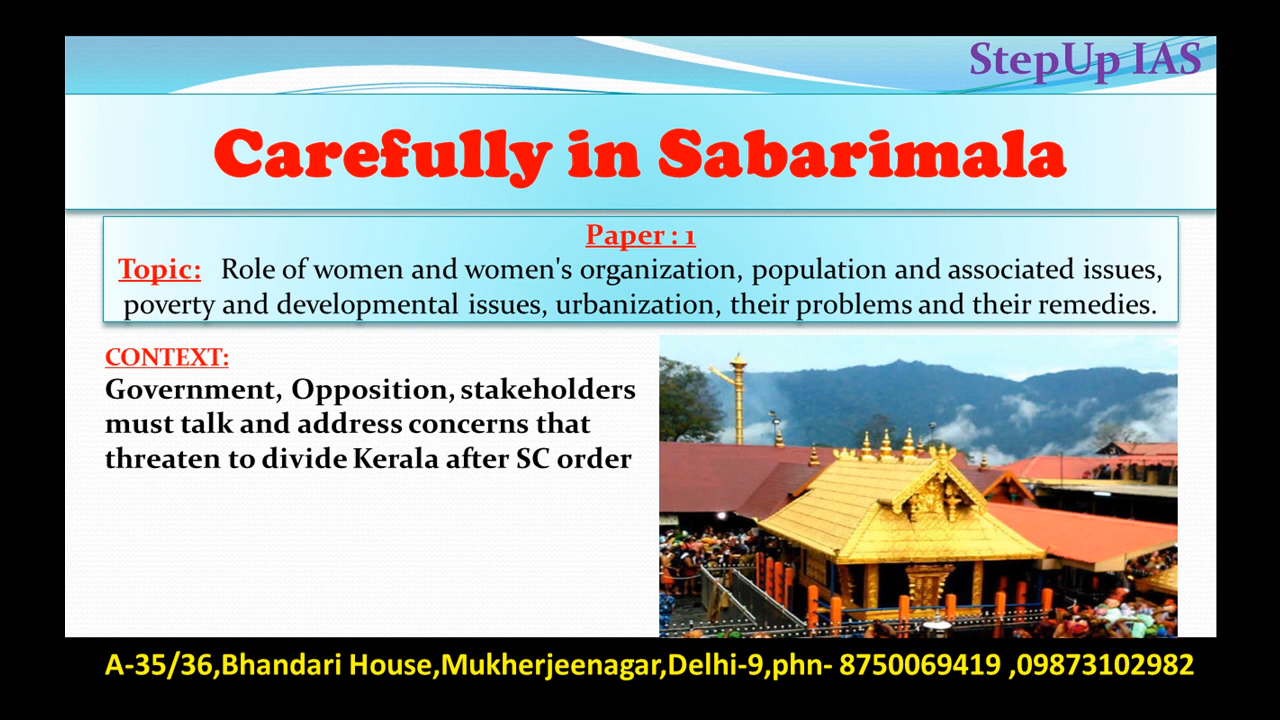 StepUp IAS
Carefully in Sabarimala
Paper : 1
Topic: Role of women and women's organization, population and associated issues,
poverty and developmental issues, urbanization, their problems and their remedies.
CONTEXT:
Government, Opposition, stakeholders
must talk and address concerns that
threaten to divide Kerala after SC order
A-35/36,Bhandari House,Mukherjeenagar,Delhi-9,phn- 8750069419 ,09873102982